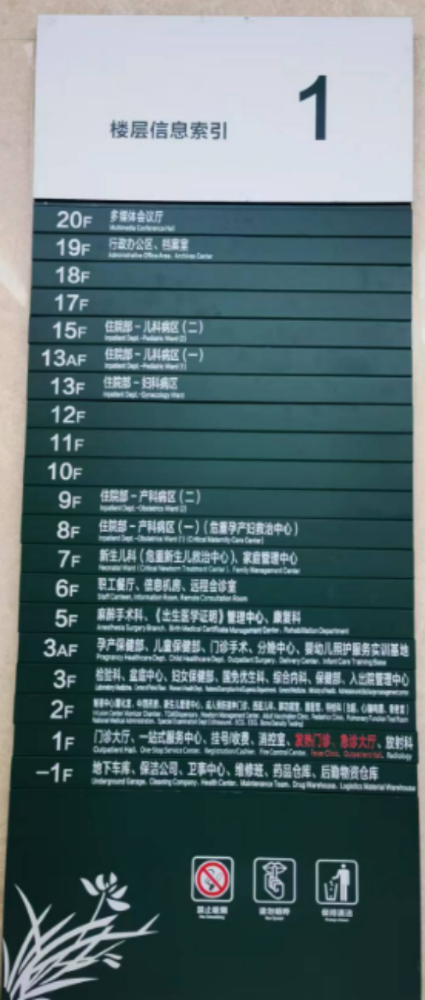 1
楼层信息索引
20F 多媒体会议厅
Multimedia Conference Hall
19F 行政办公区、档案室
Administrative Office Area、Archives Center
18F
17F
15F 住院部－儿科病区（二）
Inpatient Dept.-Pediatric Ward (2)
13AF 住院部－儿科病区（一）
Inpatient Dept.-Pediatric Ward (1)
13F 住院部－妇科病区
Inpatient Dept.-Gynecology Ward
12F
11F
10F
9F 住院部－产科病区（二）
Inpatient Dept.-Obstetrics Ward (2)
8F 住院部－产科病区（一）（危重孕产妇救治中心）
Inpatient Dept.-Obstetrics Ward (1) (Critical Maternity Care Center)
7F 新生儿科（危重新生儿救治中心）、家庭管理中心
Neonatal Ward (Critical Newborn Treatment Center)、Family Management Center
6F 职工餐厅、信息机房、远程会诊室
Staff Canteen, Information Room, Remote Consultation Room
5F 麻醉手术科、《出生医学证明》管理中心、康复科
Anesthesia Surgery Branch、Birth Medical Certificate Management Center、Rehabilitation Department
3AF 孕产保健部、儿童保健部、门诊手术、分娩中心、婴幼儿照护服务实训基地
Pregnancy Healthcare Dept.、Child Healthcare Dept.、Outpatient Surgery、Delivery Center、Infant Care Training Base
3F 检验科、盆底中心、妇女保健部、国免优生科、综合内科、保健部、入出院管理中心
2F
1F 门诊大厅、一站式服务中心、挂号/收费、消控室、发热门诊、急诊大厅、放射科
Outpatient Hall、One-Stop Service Center、Registration/Cashier、Fire Control Center、Fever Clinic、Outpatient Hall、Radiology
-1F 地下车库、保洁公司、卫事中心、维修班、药品仓库、后勤物资仓库
Underground Garage、Cleaning Company、Health Center、Maintenance Team、Drug Warehouse、Logistics Material Warehouse
禁止吸烟 请勿喧哗 保持清洁
No Smoking